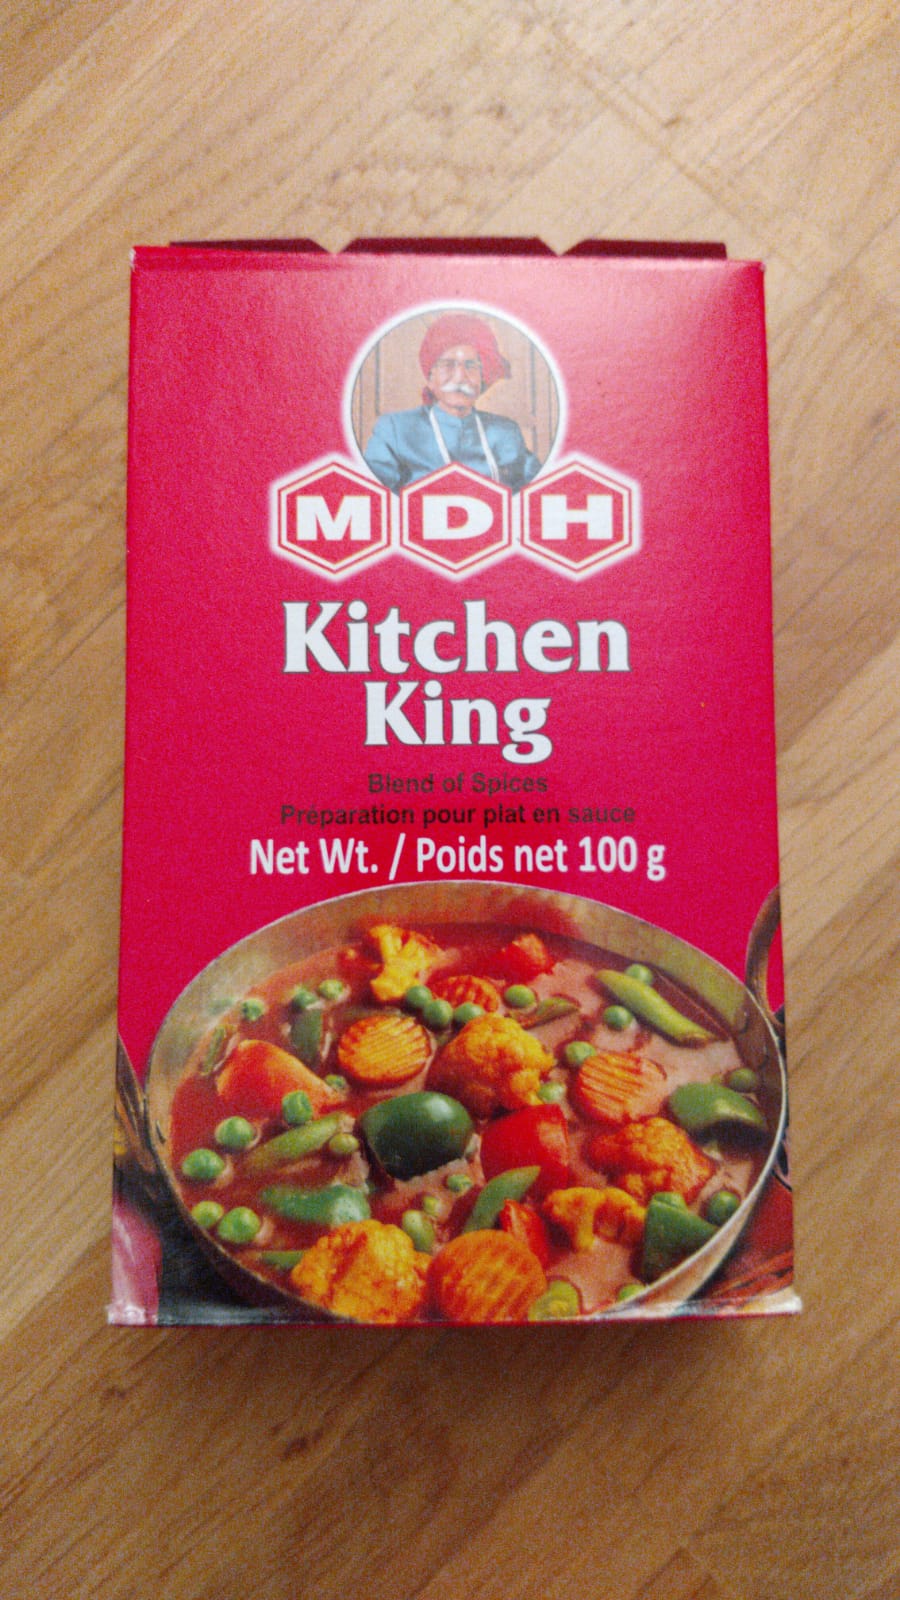 MDH
Kitchen
King
Blend of Spices
Préparation pour plat en sauce
Net Wt. / Poids net 100 g